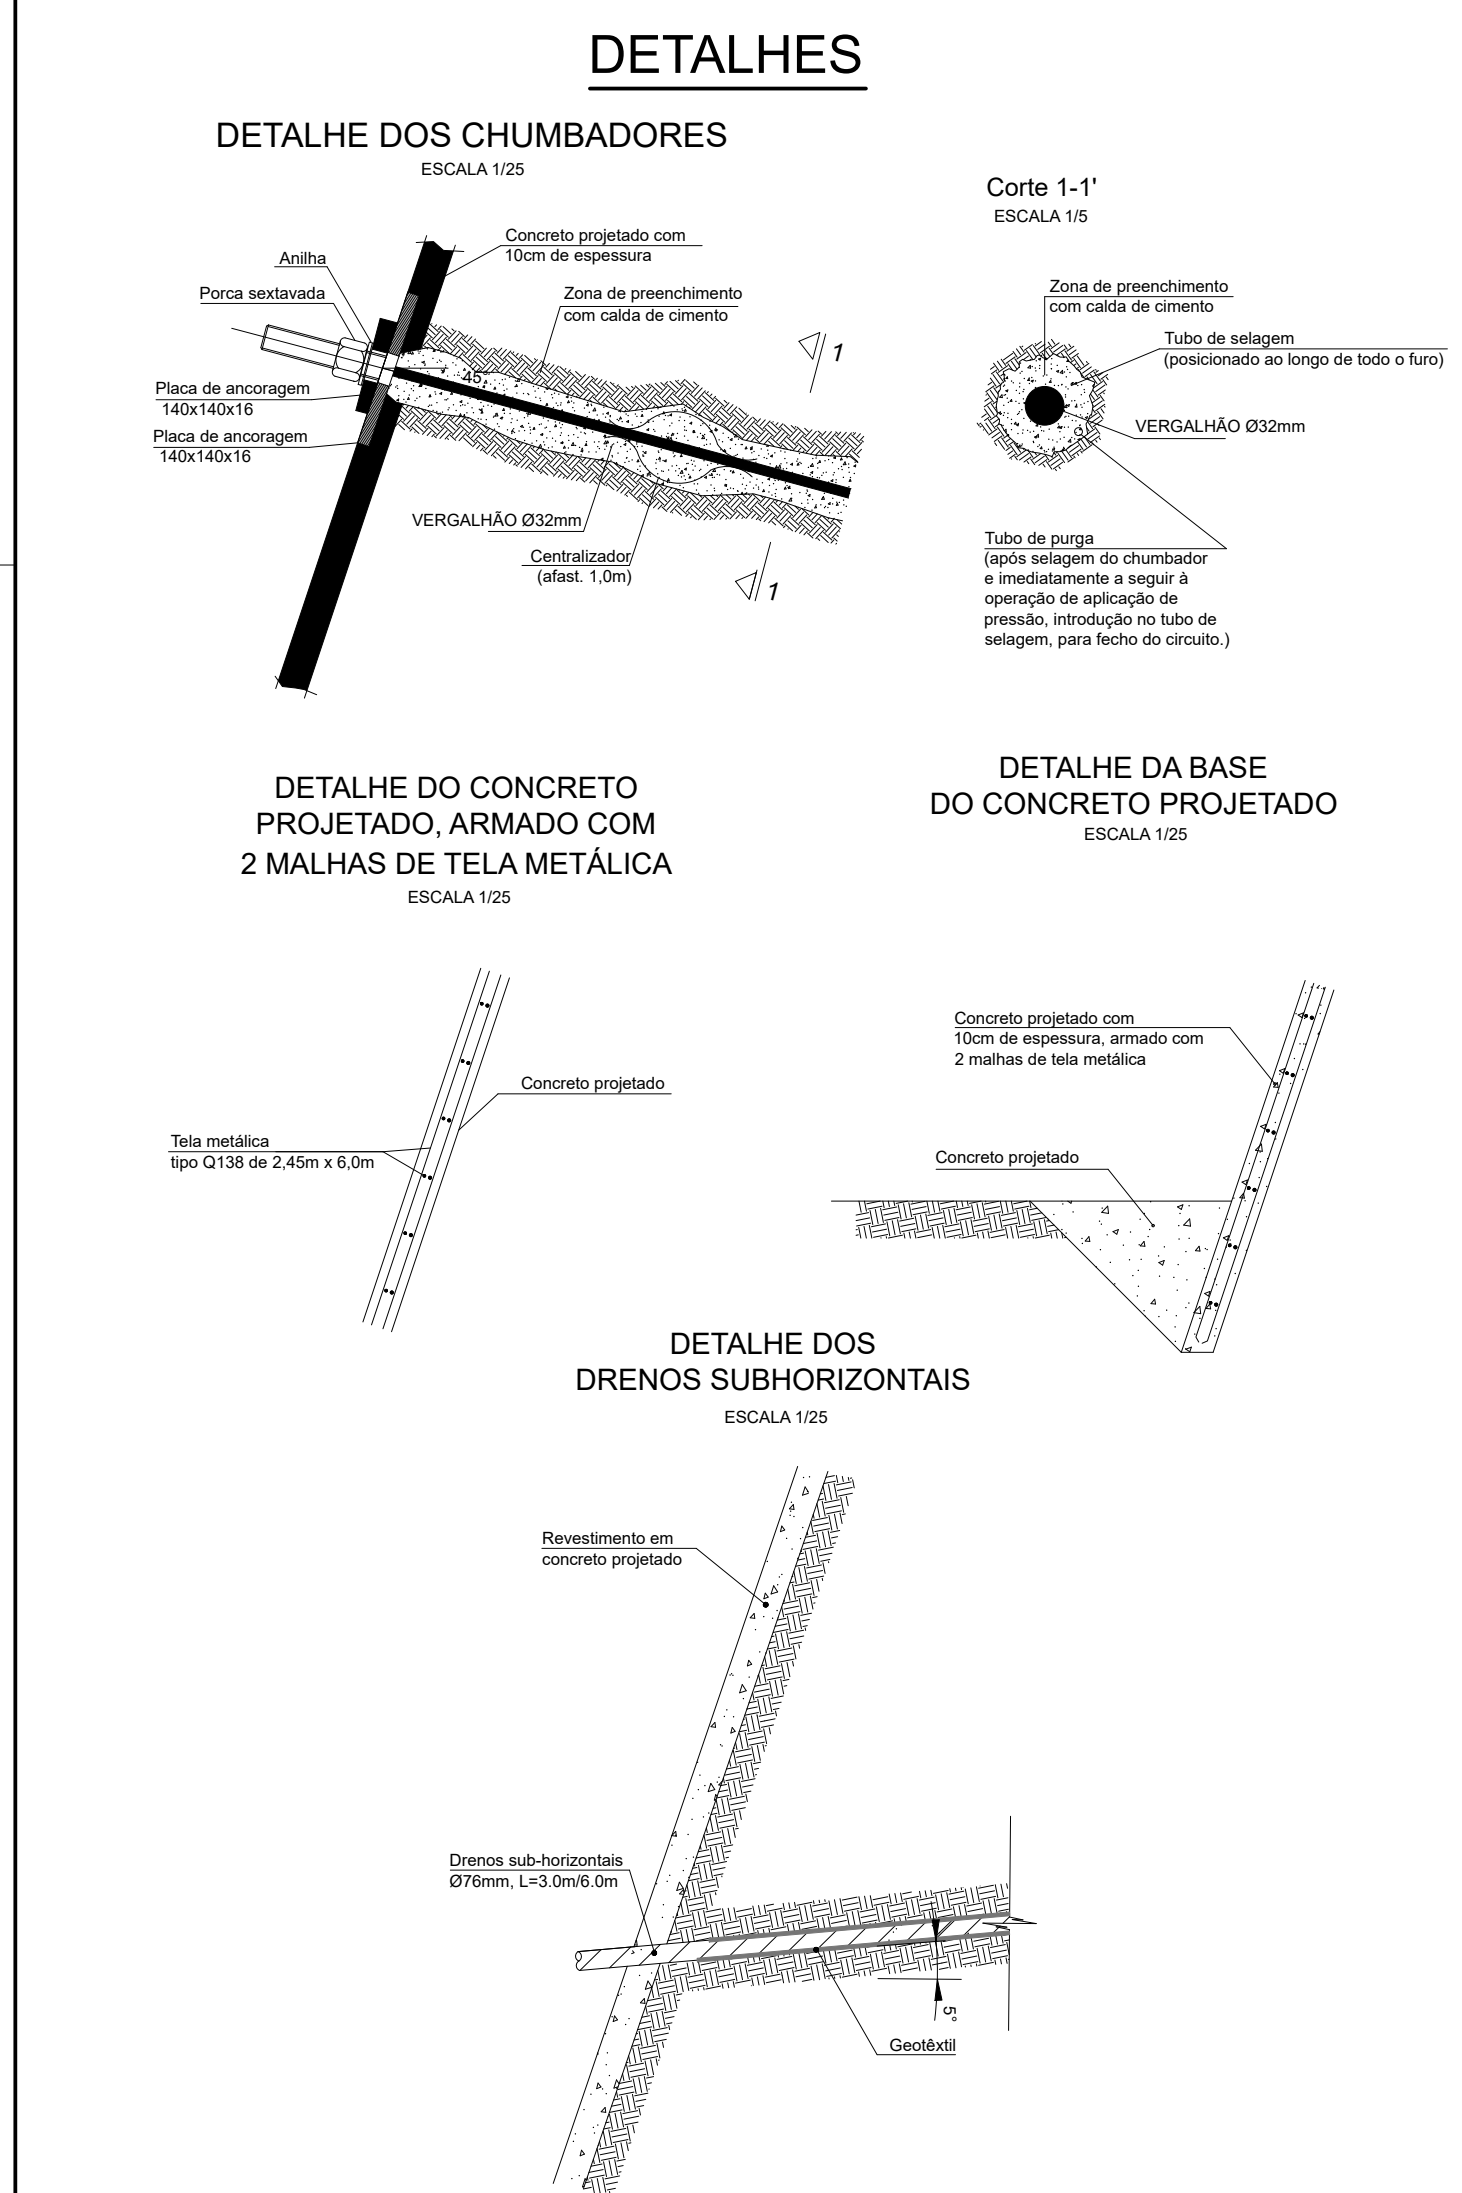 DETALHES
DETALHE DOS CHUMBADORES
ESCALA 1/25
Anilha
Porca sextavada
Concreto projetado com
10cm de espessura
Zona de preenchimento
com calda de cimento
Placa de ancoragem
140x140x16
Placa de ancoragem
140x140x16
45°
VERGALHÃO Ø32mm
Centralizador
(afast. 1,0m)
1
1
Corte 1-1'
ESCALA 1/5
Zona de preenchimento
com calda de cimento
Tubo de selagem
(posicionado ao longo de todo o furo)
VERGALHÃO Ø32mm
Tubo de purga
(após selagem do chumbador
e imediatamente a seguir à
operação de aplicação de
pressão, introdução no tubo de
selagem, para fecho do circuito.)
DETALHE DO CONCRETO
PROJETADO, ARMADO COM
2 MALHAS DE TELA METÁLICA
ESCALA 1/25
Concreto projetado
Tela metálica
tipo Q138 de 2,45m x 6,0m
DETALHE DA BASE
DO CONCRETO PROJETADO
ESCALA 1/25
Concreto projetado com
10cm de espessura, armado com
2 malhas de tela metálica
Concreto projetado
DETALHE DOS
DRENOS SUBHORIZONTAIS
ESCALA 1/25
Revestimento em
concreto projetado
Drenos sub-horizontais
Ø76mm, L=3.0m/6.0m
5°
Geotêxtil